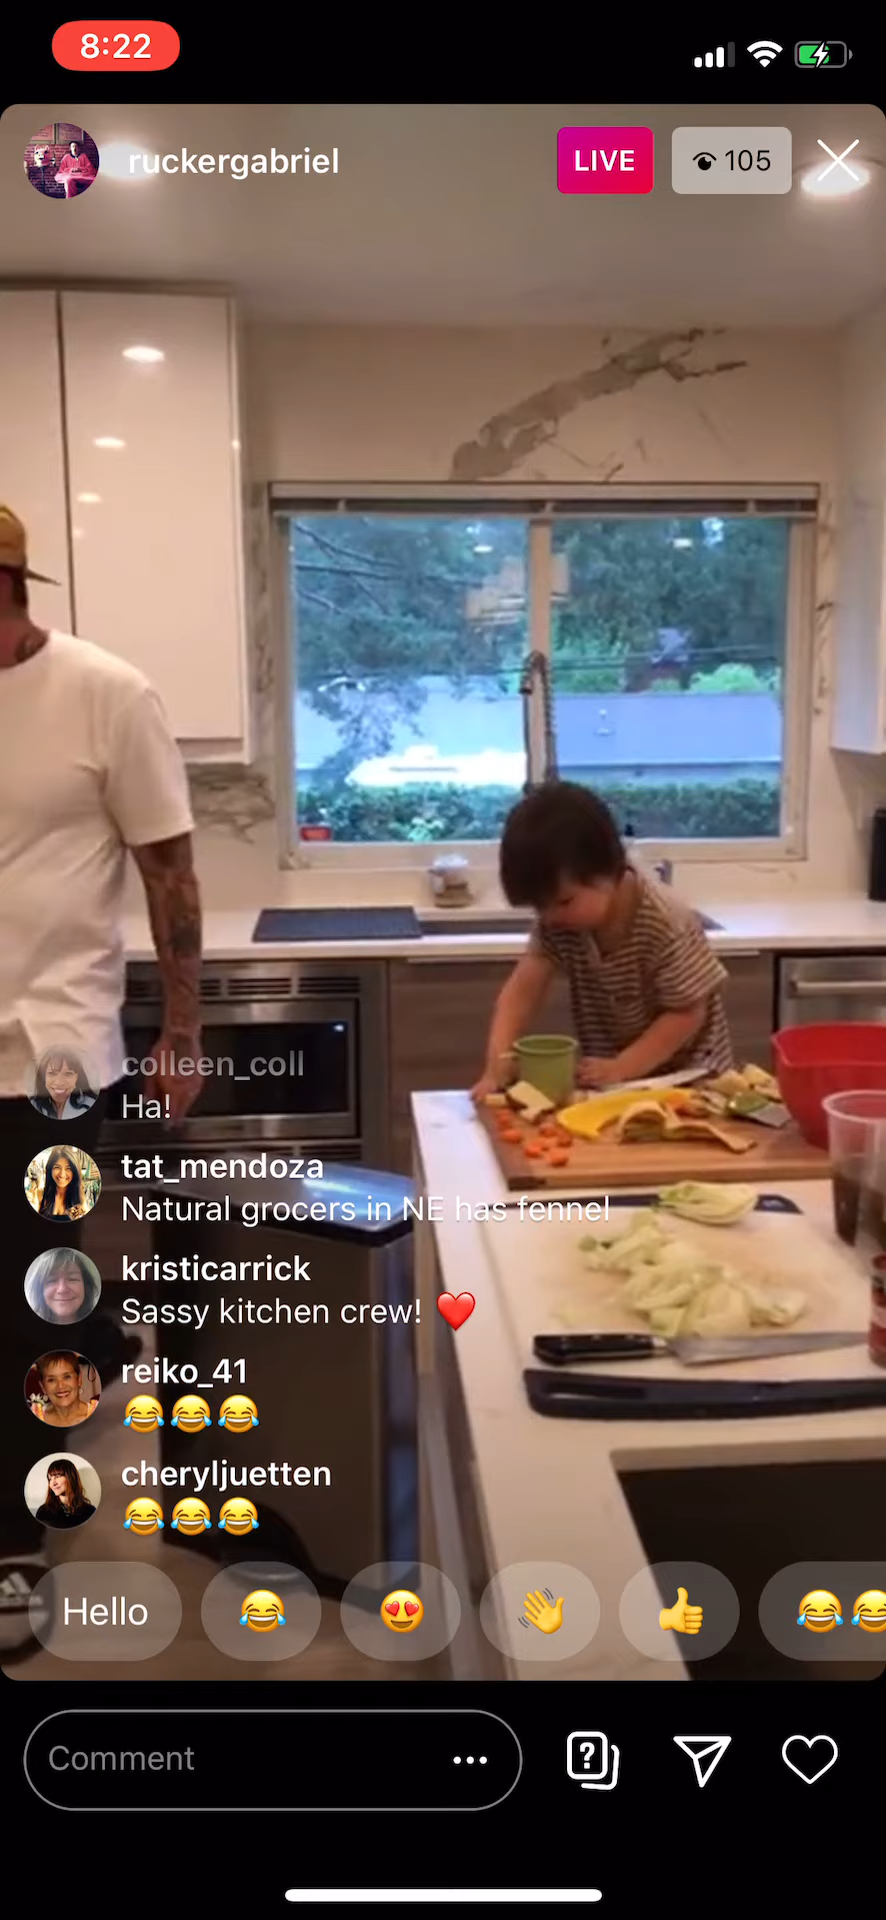 8:22
ruckergabriel
LIVE
105
colleen_coll
Ha!
tat_mendoza
Natural grocers in NE has fennel
kristicarrick
Sassy kitchen crew! ❤️
reiko_41
😂😂😂
cheryljuetten
😂😂😂
Hello
Comment